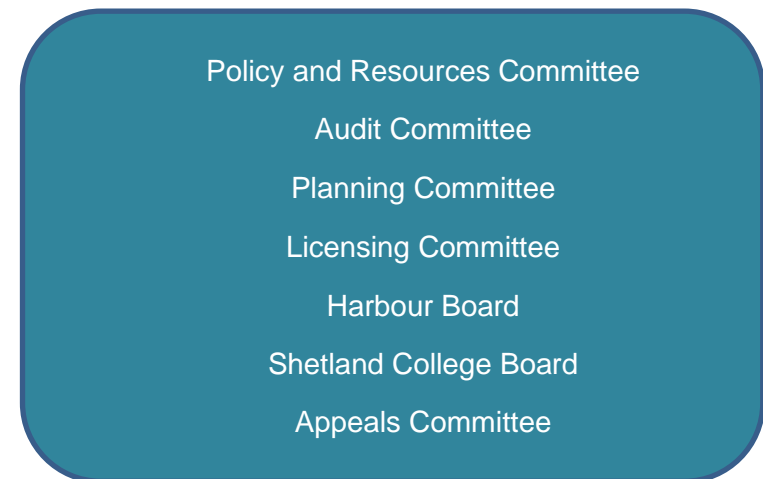 Policy and Resources Committee
Audit Committee
Planning Committee
Licensing Committee
Harbour Board
Shetland College Board
Appeals Committee